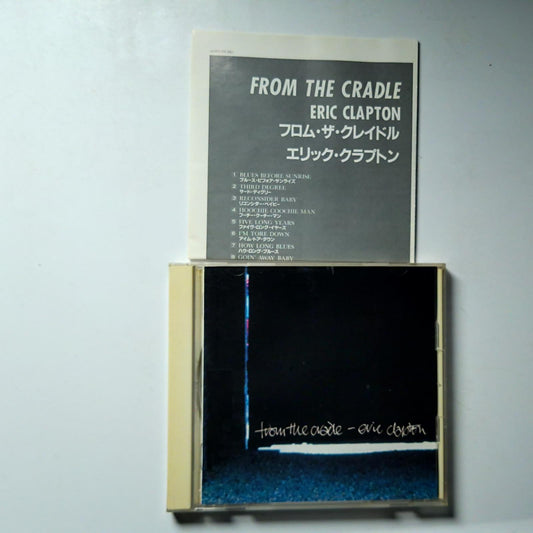 FROM THE CRADLE
ERIC CLAPTON
フロム・ザ・クレイドル
エリック・クラプトン
1 BLUES BEFORE SUNRISE
ブルース・ビフォア・サンライズ
2 THIRD DEGREE
サード・ディグリー
3 RECONSIDER BABY
リコンシダー・ベイビー
4 HOOCHIE COOCHIE MAN
フーチー・クーチー・マン
5 FIVE LONG YEARS
ファイヴ・ロング・イヤーズ
6 I'M TORE DOWN
アイム・トア・ダウン
7 HOW LONG BLUES
ハウ・ロング・ブルース
8 GOIN' AWAY BABY
from the cradle – eric clapton